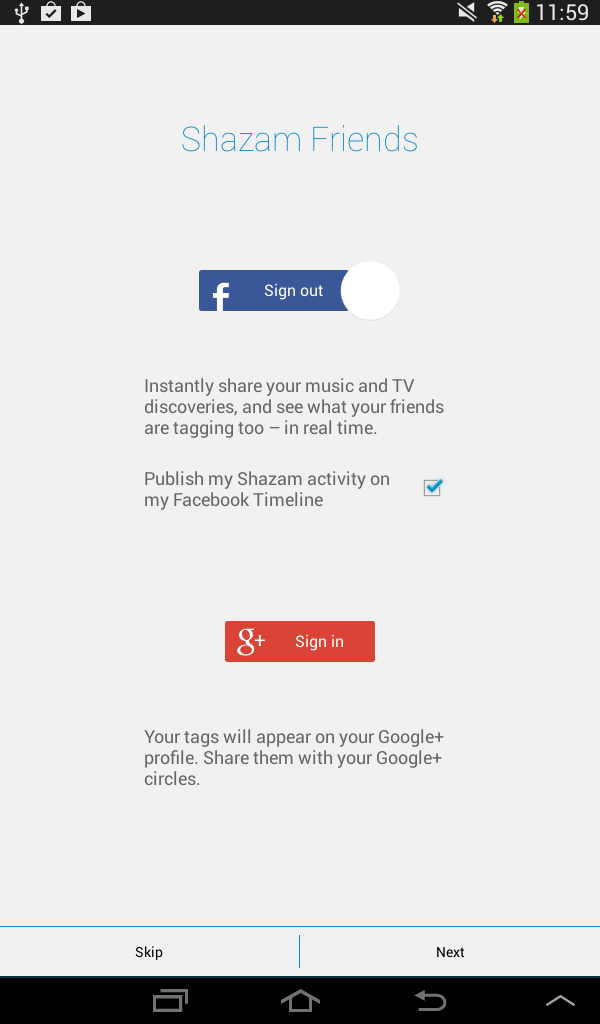 11:59
Shazam Friends
f Sign out
Instantly share your music and TV
discoveries, and see what your friends
are tagging too – in real time.
Publish my Shazam activity on
my Facebook Timeline
g+ Sign in
Your tags will appear on your Google+
profile. Share them with your Google+
circles.
Skip
Next